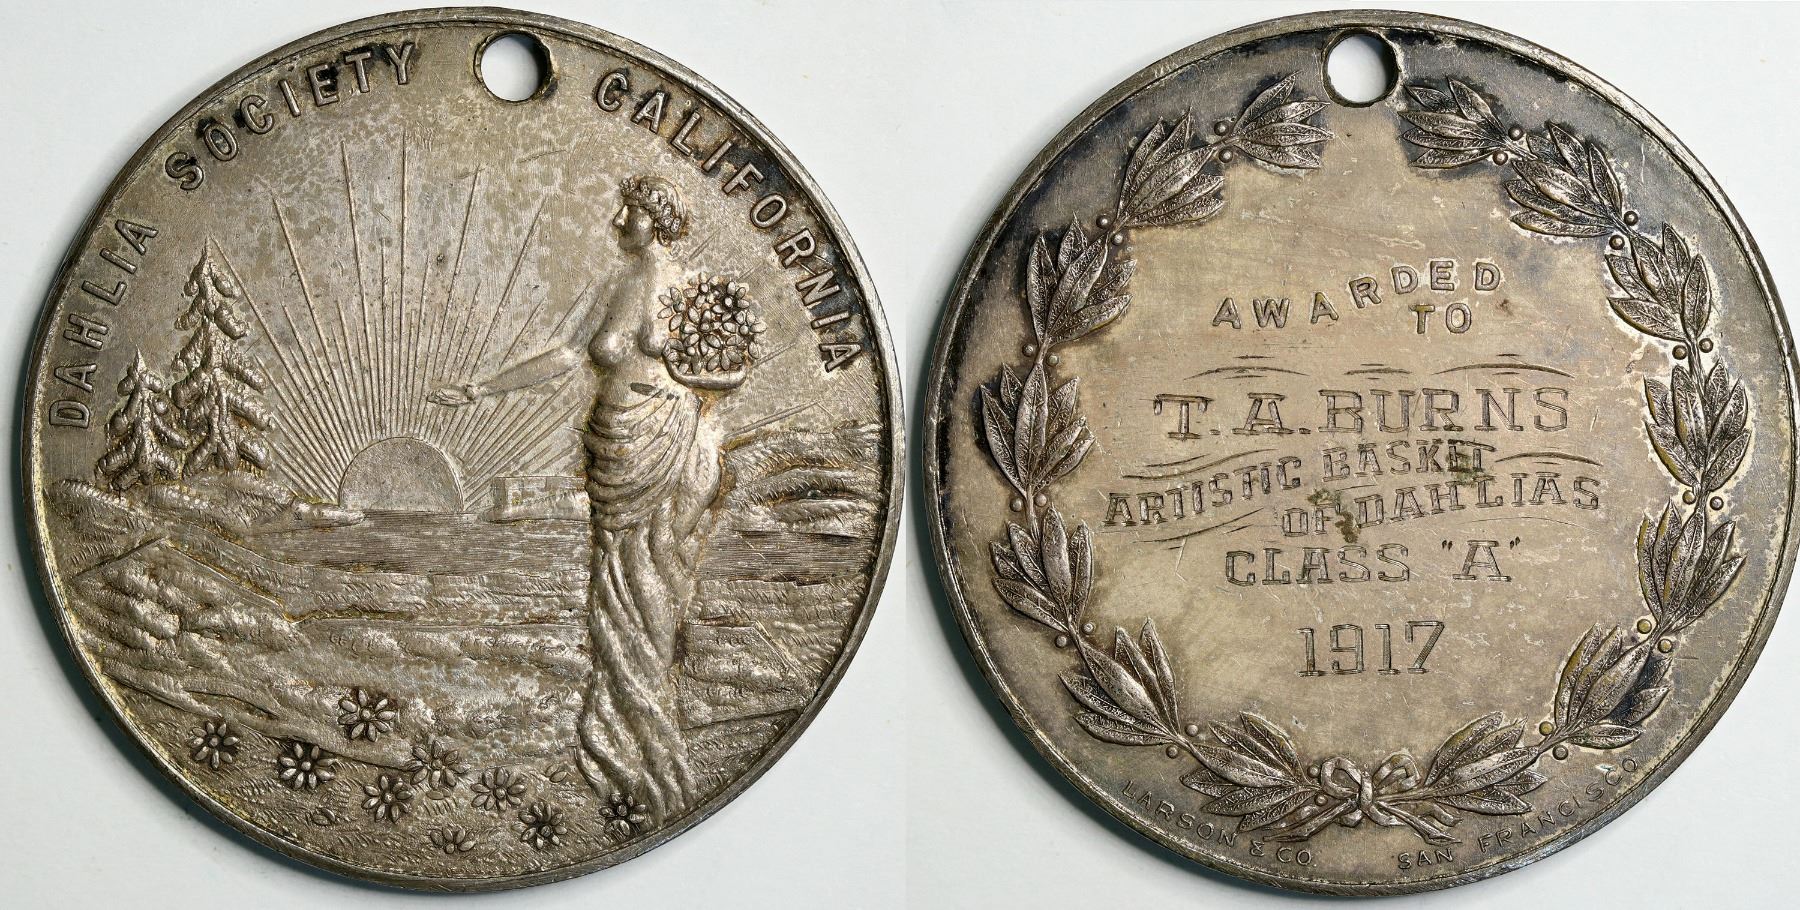 DAHLIA SOCIETY CALIFORNIA
AWARDED
TO
T.A.BURNS
ARTISTIC BASKET
OF DAHLIAS
CLASS "A"
1917
LARSON & CO. SAN FRANCISCO